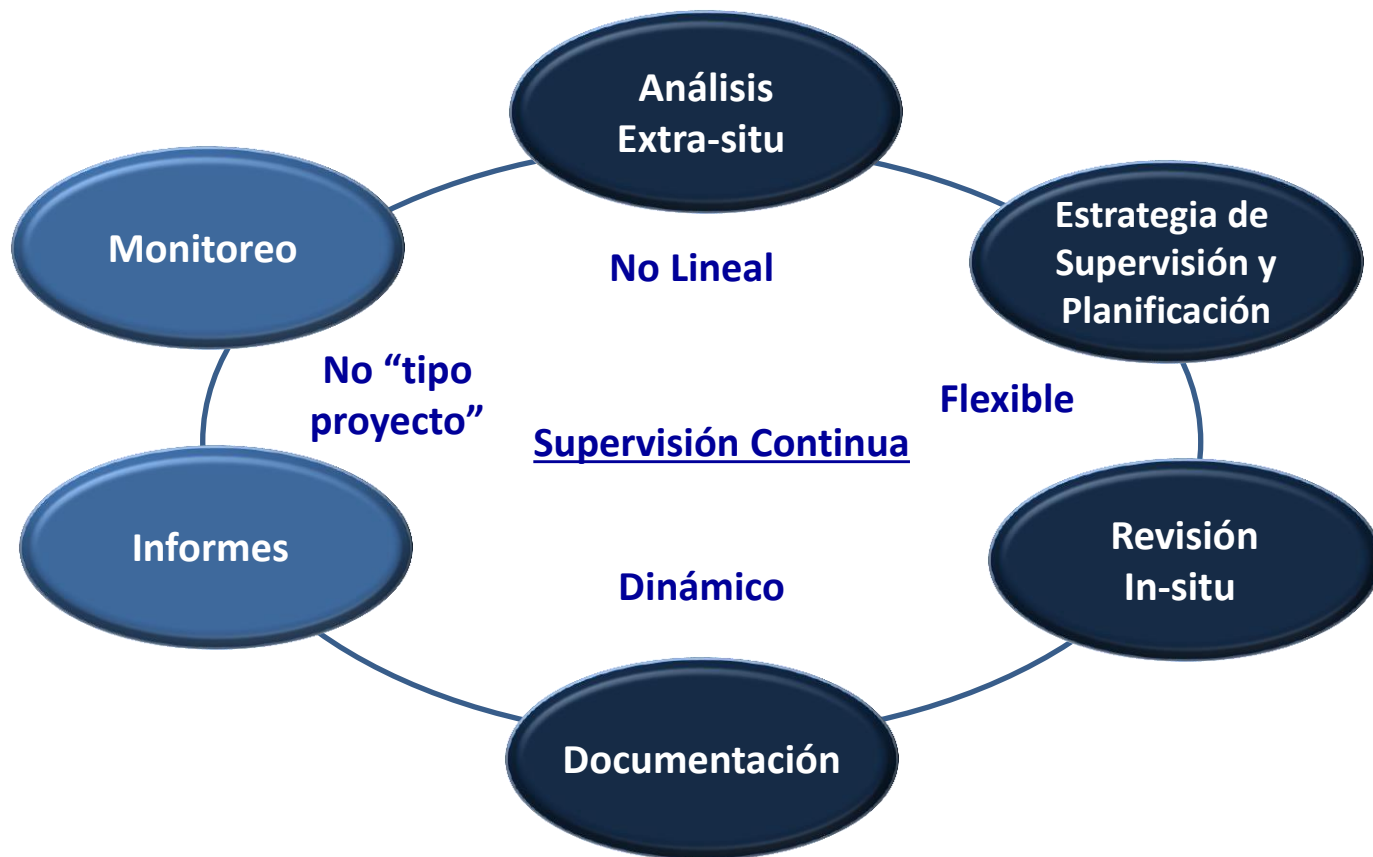 Análisis
Extra-situ
Monitoreo
Estrategia de
Supervisión y
Planificación
No Lineal
No “tipo
proyecto”
Flexible
Supervisión Continua
Informes
Revisión
In-situ
Dinámico
Documentación